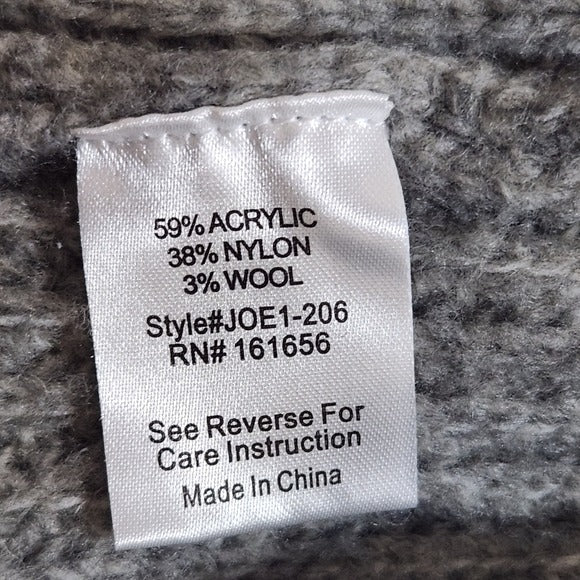 59% ACRYLIC
38% NYLON
3% WOOL
Style#JOE1-206
RN# 161656
See Reverse For
Care Instruction
Made In China